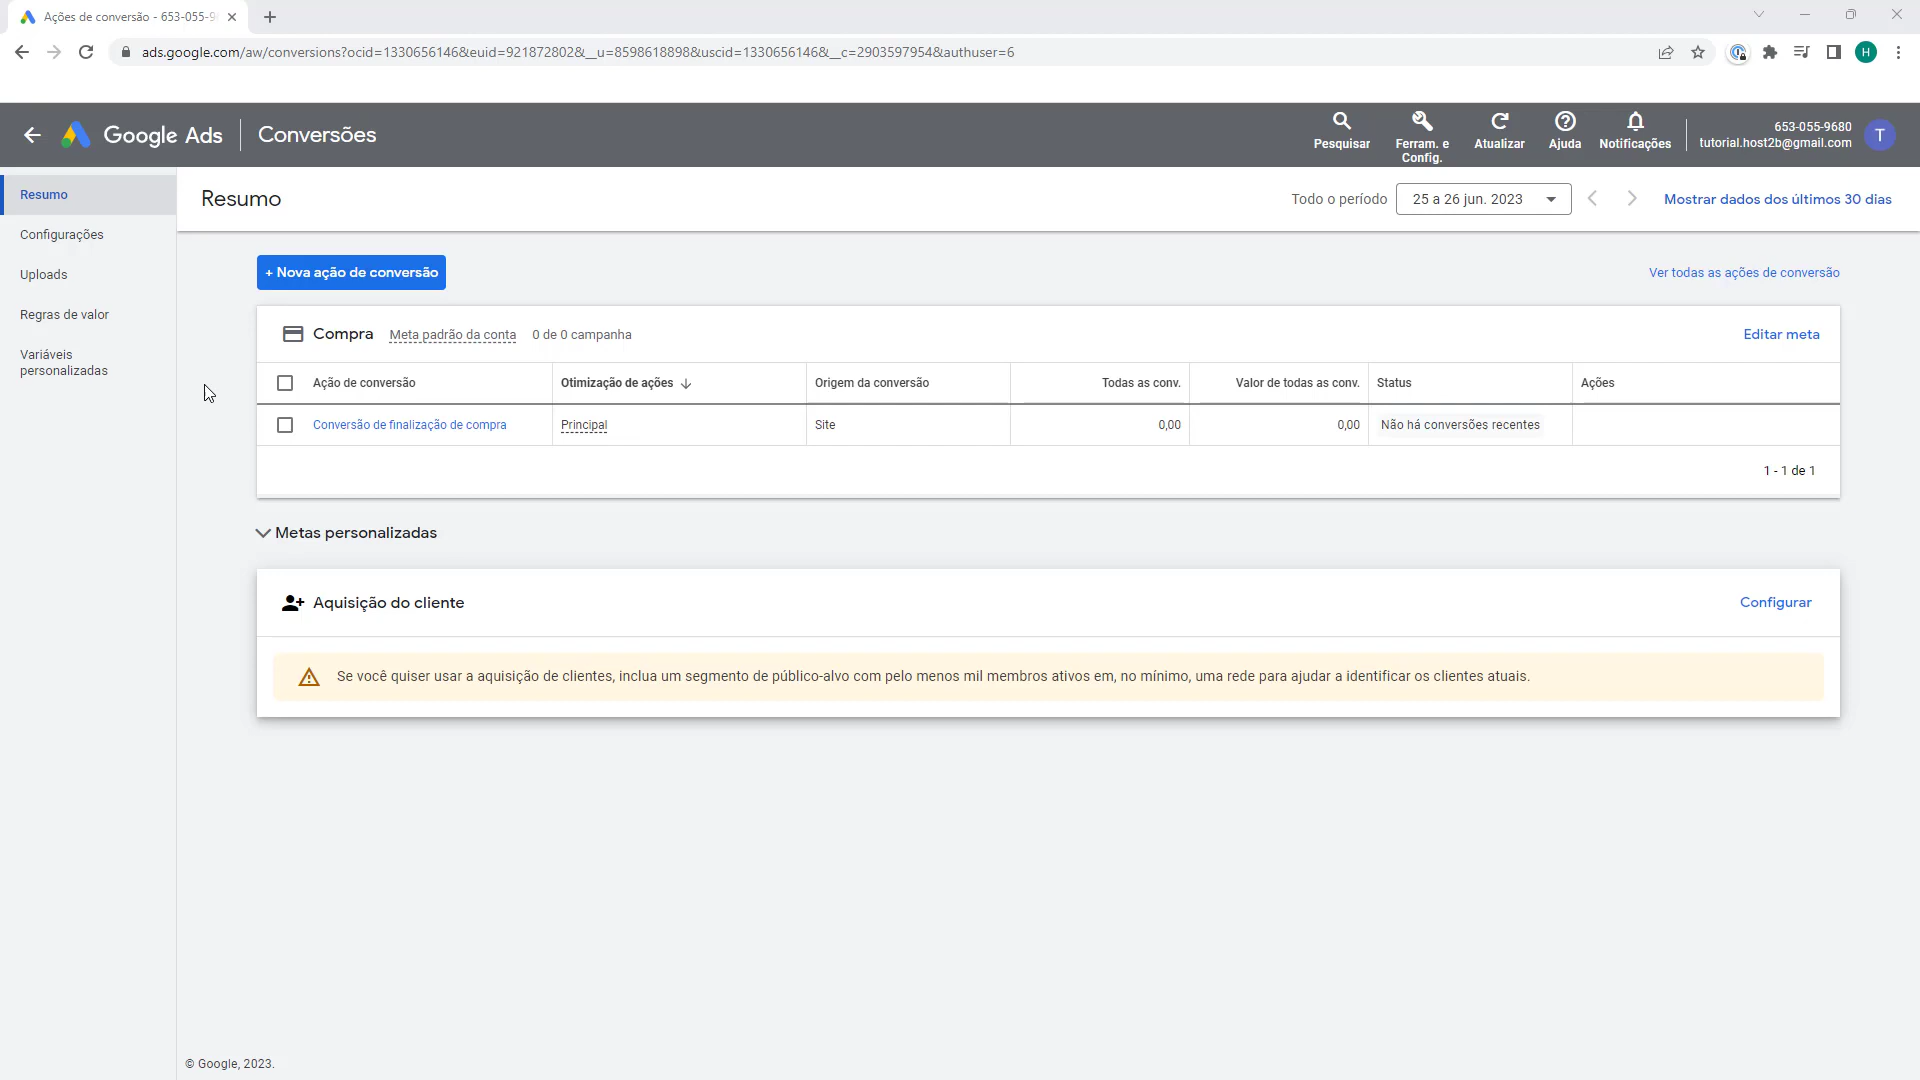 Ações de conversão - 653-055-9
ads.google.com/aw/conversions?ocid=1330656146&euid=921872802&__u=8598618898&uscid=1330656146&__c=2903597954&authuser=6
H
Google Ads
Conversões
Pesquisar
Ferram. e
Config.
Atualizar
Ajuda
Notificações
653-055-9680
tutorial.host2b@gmail.com
T
Resumo
Configurações
Uploads
Regras de valor
Variáveis
personalizadas
Resumo
Todo o período
25 a 26 jun. 2023
Mostrar dados dos últimos 30 dias
+ Nova ação de conversão
Ver todas as ações de conversão
Compra
Meta padrão da conta
0 de 0 campanha
Editar meta
Ação de conversão
Otimização de ações
Origem da conversão
Todas as conv.
Valor de todas as conv.
Status
Ações
Conversão de finalização de compra
Principal
Site
0,00
0,00
Não há conversões recentes
1 - 1 de 1
Metas personalizadas
Aquisição do cliente
Configurar
Se você quiser usar a aquisição de clientes, inclua um segmento de público-alvo com pelo menos mil membros ativos em, no mínimo, uma rede para ajudar a identificar os clientes atuais.
© Google, 2023.